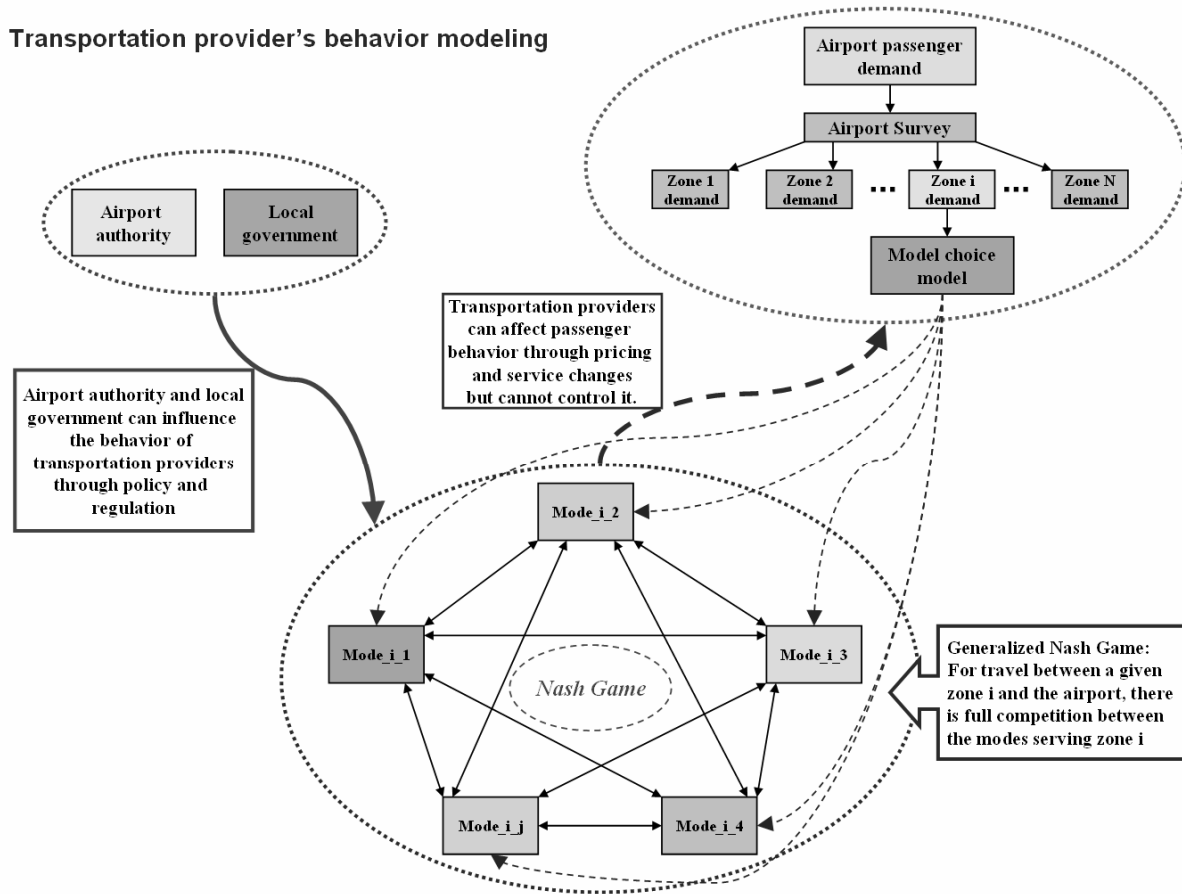 Transportation provider's behavior modeling
Airport passenger
demand
Airport Survey
Zone 1
demand
Zone 2
demand
...
Zone i
demand
...
Zone N
demand
Model choice
model
Airport
authority
Local
government
Transportation providers
can affect passenger
behavior through pricing
and service changes
but cannot control it.
Airport authority and local
government can influence
the behavior of
transportation providers
through policy and
regulation
Mode_i_2
Mode_i_1
Mode_i_3
Nash Game
Generalized Nash Game:
For travel between a given
zone i and the airport, there
is full competition between
the modes serving zone i
Mode_i_j
Mode_i_4